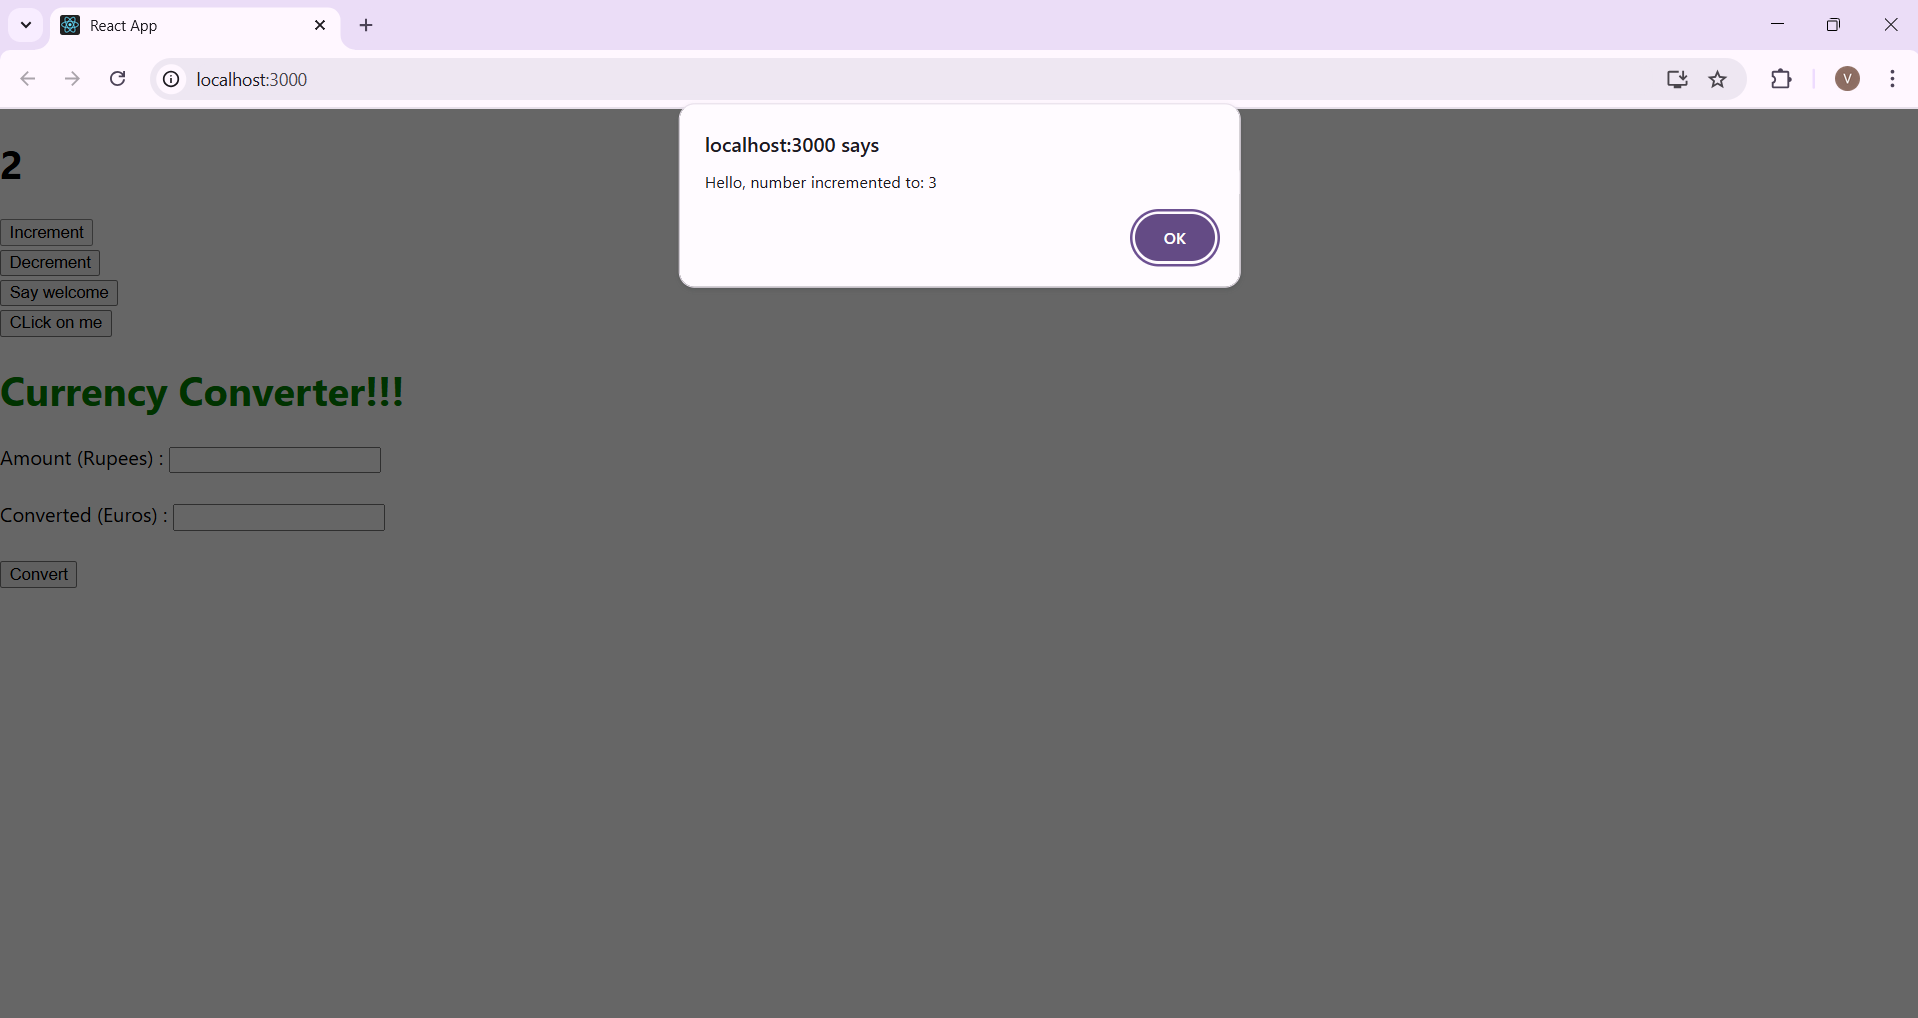 React App
localhost:3000
V
localhost:3000 says
Hello, number incremented to: 3
OK
2
Increment
Decrement
Say welcome
CLick on me
Currency Converter!!!
Amount (Rupees) :
Converted (Euros) :
Convert